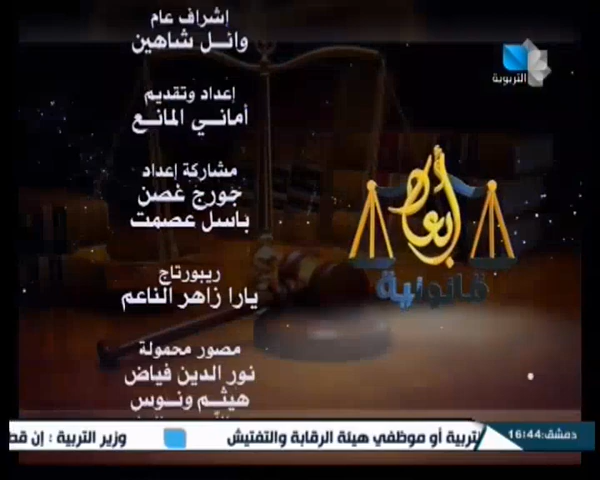 إشراف عام
وائل شاهين
التربوية
إعداد وتقديم
أماني المانع
مشاركة إعداد
جورج غصن
باسل عصمت
أبعاد
قانونية
ريبورتاج
يارا زاهر الناعم
مصور محمولة
نور الدين فياض
هيثم ونوس
دمشق: 16:44
لتربية أو موظفي هيئة الرقابة والتفتيش
وزير التربية : إن قط